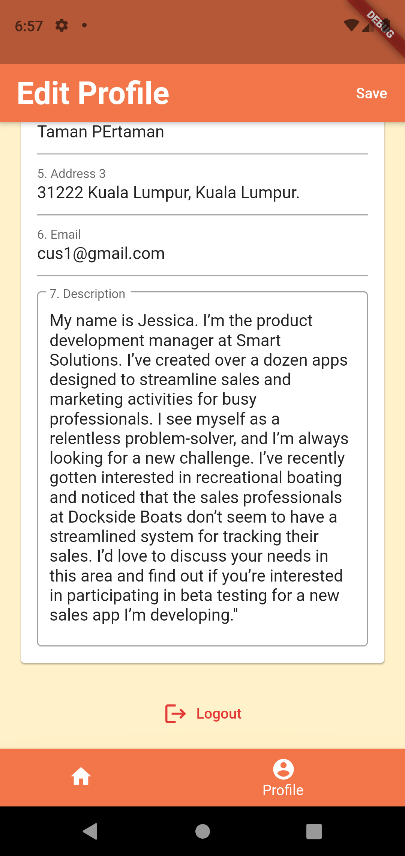 6:57
DEBUG
Edit Profile
Save
Taman PErtaman
5. Address 3
31222 Kuala Lumpur, Kuala Lumpur.
6. Email
cus1@gmail.com
7. Description
My name is Jessica. I’m the product
development manager at Smart
Solutions. I’ve created over a dozen apps
designed to streamline sales and
marketing activities for busy
professionals. I see myself as a
relentless problem-solver, and I’m always
looking for a new challenge. I’ve recently
gotten interested in recreational boating
and noticed that the sales professionals
at Dockside Boats don’t seem to have a
streamlined system for tracking their
sales. I’d love to discuss your needs in
this area and find out if you’re interested
in participating in beta testing for a new
sales app I’m developing."
Logout
Profile